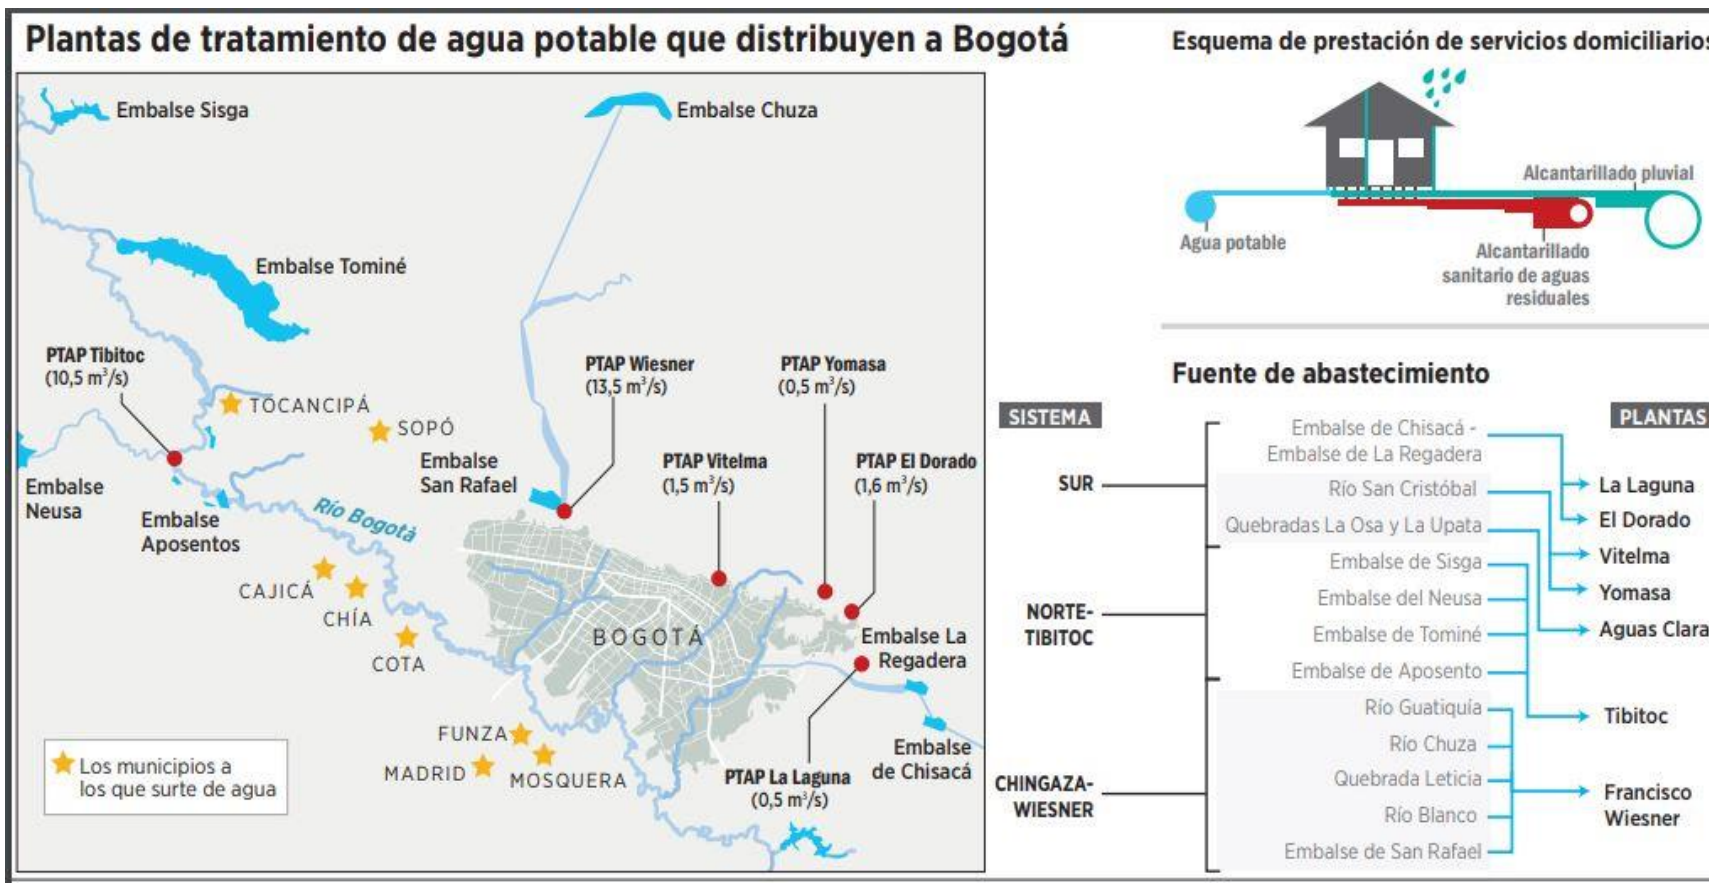 Plantas de tratamiento de agua potable que distribuyen a Bogotá
Embalse Sisga
Embalse Chuza
Embalse Tominé
PTAP Tibitoc
(10,5 m³/s)
PTAP Wiesner
(13,5 m³/s)
PTAP Yomasa
(0,5 m³/s)
TOCANCIPÁ
SOPÓ
Embalse
San Rafael
PTAP Vitelma
(1,5 m³/s)
PTAP El Dorado
(1,6 m³/s)
Embalse
Neusa
Embalse
Aposentos
Río Bogotà
CAJICÁ
CHÍA
COTA
BOGOTÁ
Embalse La
Regadera
FUNZA
MADRID
MOSQUERA
Embalse
de Chisacá
PTAP La Laguna
(0,5 m³/s)
Los municipios a
los que surte de agua
Esquema de prestación de servicios domiciliarios
Alcantarillado pluvial
Agua potable
Alcantarillado
sanitario de aguas
residuales
Fuente de abastecimiento
SISTEMA
PLANTAS
SUR
NORTE-
TIBITOC
CHINGAZA-
WIESNER
Embalse de Chisacá -
Embalse de La Regadera
Río San Cristóbal
Quebradas La Osa y La Upata
Embalse de Sisga
Embalse del Neusa
Embalse de Tominé
Embalse de Aposento
Río Guatiquía
Río Chuza
Quebrada Leticia
Río Blanco
Embalse de San Rafael
La Laguna
El Dorado
Vitelma
Yomasa
Aguas Clara
Tibitoc
Francisco
Wiesner